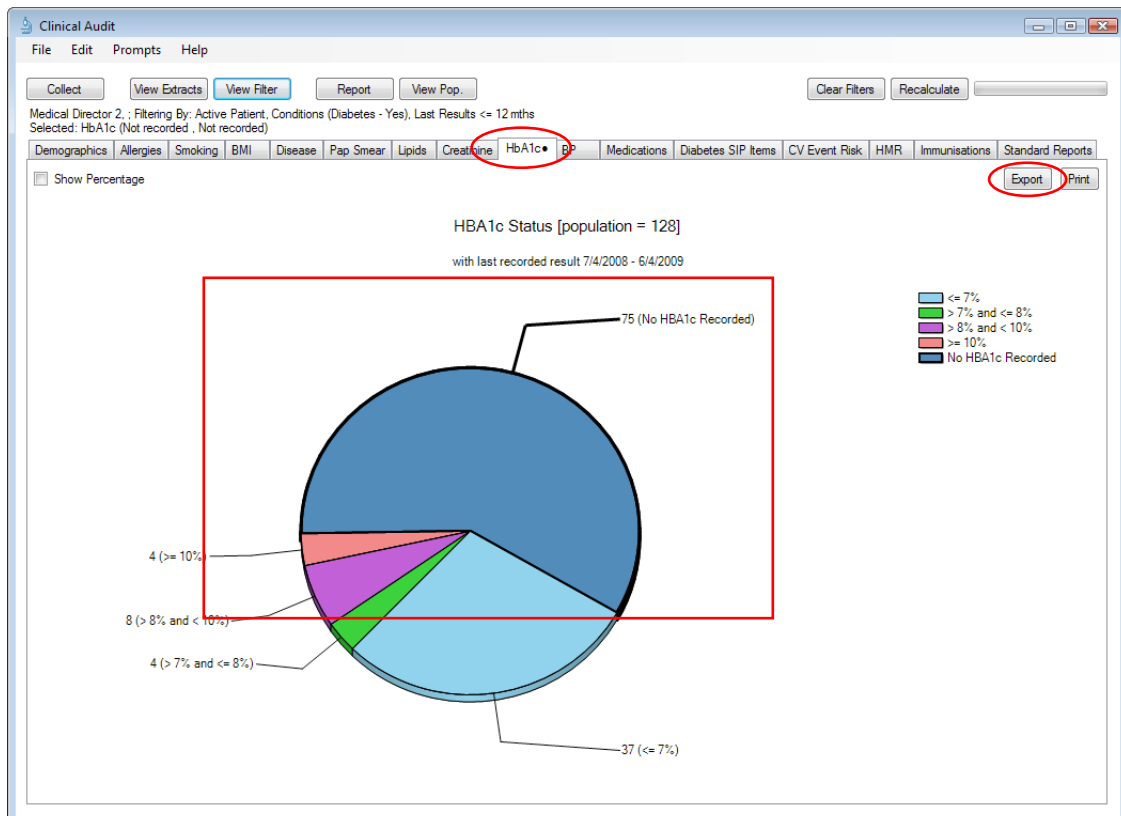 Clinical Audit
File Edit Prompts Help
Collect View Extracts View Filter Report View Pop. Clear Filters Recalculate
Medical Director 2, ; Filtering By: Active Patient, Conditions (Diabetes - Yes), Last Results <= 12 mths
Selected: HbA1c (Not recorded , Not recorded)
Demographics Allergies Smoking BMI Disease Pap Smear Lipids Creatinine HbA1c• BP Medications Diabetes SIP Items CV Event Risk HMR Immunisations Standard Reports
Show Percentage Export Print
HBA1c Status [population = 128]
with last recorded result 7/4/2008 - 6/4/2009
<= 7%
> 7% and <= 8%
> 8% and < 10%
>= 10%
No HBA1c Recorded
75 (No HBA1c Recorded)
4 (>= 10%)
8 (> 8% and < 10%)
4 (> 7% and <= 8%)
37 (<= 7%)